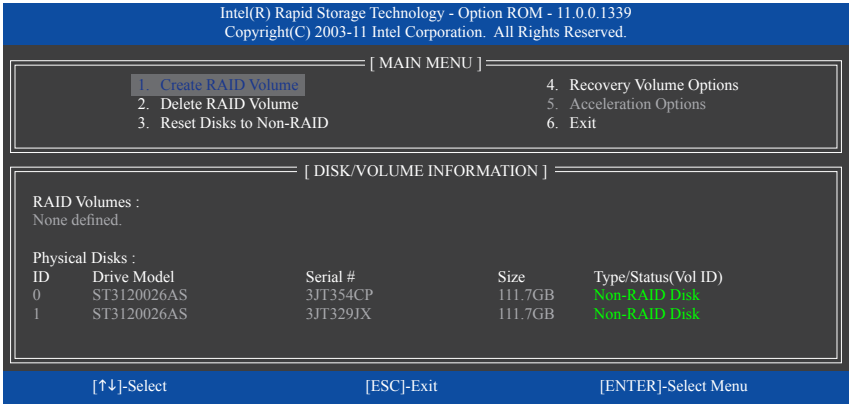 Intel(R) Rapid Storage Technology - Option ROM - 11.0.0.1339
Copyright(C) 2003-11 Intel Corporation. All Rights Reserved.
[ MAIN MENU ]
1. Create RAID Volume 4. Recovery Volume Options
2. Delete RAID Volume 5. Acceleration Options
3. Reset Disks to Non-RAID 6. Exit
[ DISK/VOLUME INFORMATION ]
RAID Volumes :
None defined.
Physical Disks :
ID Drive Model Serial # Size Type/Status(Vol ID)
0 ST3120026AS 3JT354CP 111.7GB Non-RAID Disk
1 ST3120026AS 3JT329JX 111.7GB Non-RAID Disk
[↑↓]-Select [ESC]-Exit [ENTER]-Select Menu